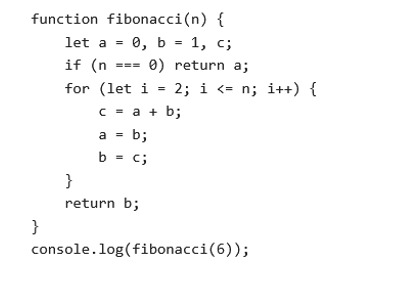 function fibonacci(n) {
    let a = 0, b = 1, c;
    if (n === 0) return a;
    for (let i = 2; i <= n; i++) {
        c = a + b;
        a = b;
        b = c;
    }
    return b;
}
console.log(fibonacci(6));